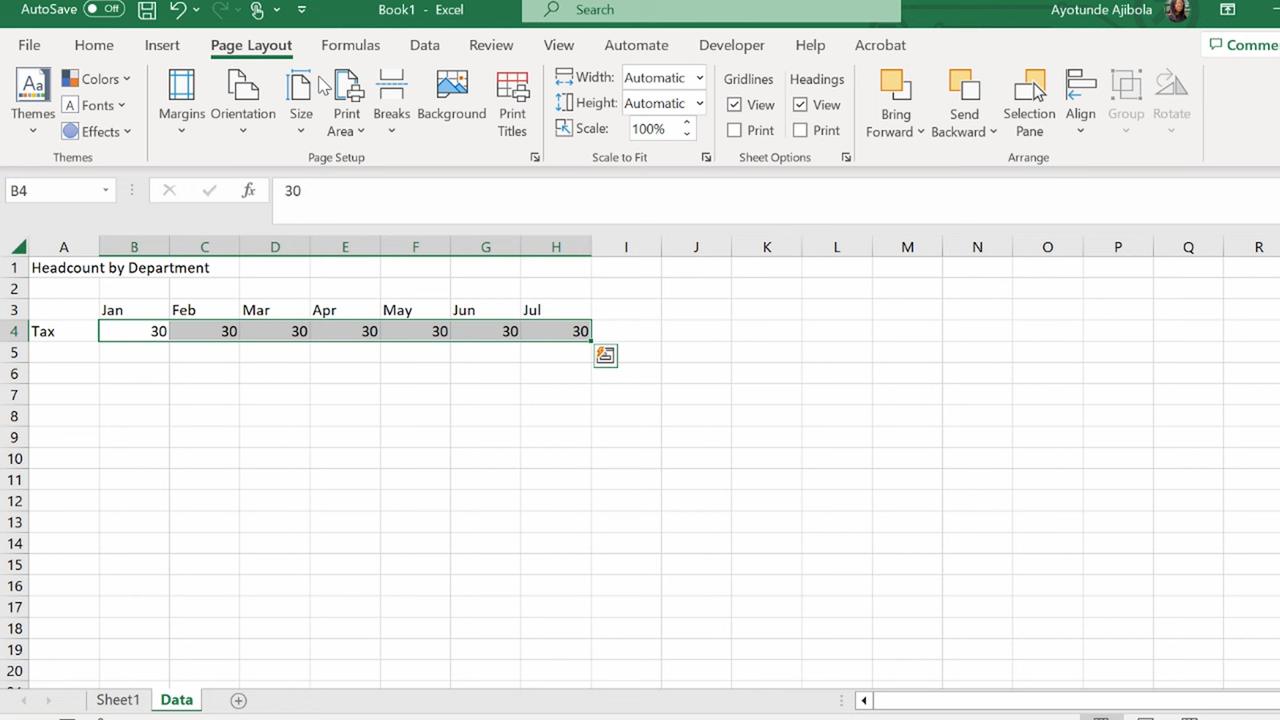 AutoSave Off Book1 - Excel Search Ayotunde Ajibola
File Home Insert Page Layout Formulas Data Review View Automate Developer Help Acrobat Comme
Themes Colors Fonts Effects Margins Orientation Size Print Area Breaks Background Print Titles Width: Automatic Height: Automatic Scale: 100% Gridlines View Print Headings View Print Bring Forward Send Backward Selection Pane Align Group Rotate
Themes Page Setup Scale to Fit Sheet Options Arrange
B4 fx 30
A B C D E F G H I J K L M N O P Q R
1 Headcount by Department
2
3 Jan Feb Mar Apr May Jun Jul
4 Tax 30 30 30 30 30 30 30
5
6
7
8
9
10
11
12
13
14
15
16
17
18
19
20
Sheet1 Data